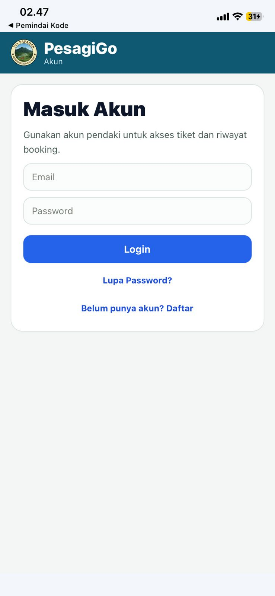 02.47
31
◀ Pemindai Kode
PesagiGo
Akun
Masuk Akun
Gunakan akun pendaki untuk akses tiket dan riwayat
booking.
Email
Password
Login
Lupa Password?
Belum punya akun? Daftar